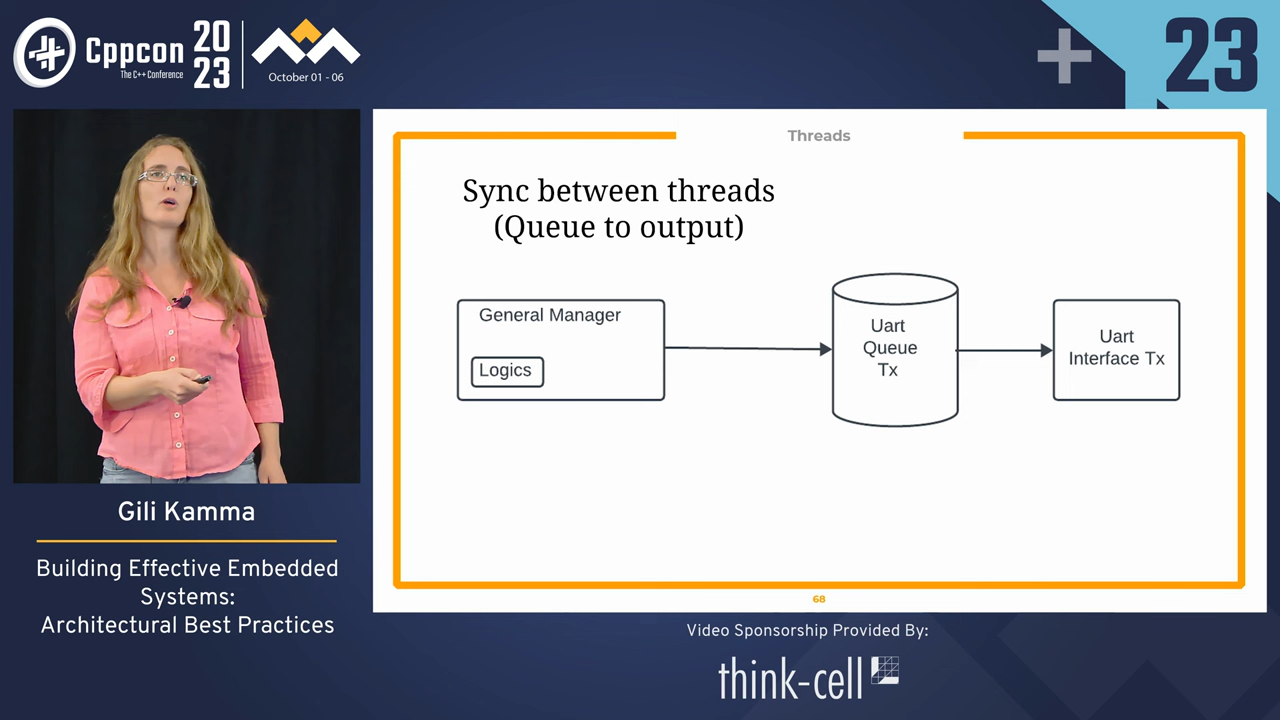 Cppcon
The C++ Conference
20
23
October 01 - 06
23
Threads
Sync between threads
(Queue to output)
General Manager
Logics
Uart
Queue
Tx
Uart
Interface Tx
68
Gili Kamma
Building Effective Embedded
Systems:
Architectural Best Practices
Video Sponsorship Provided By:
think-cell